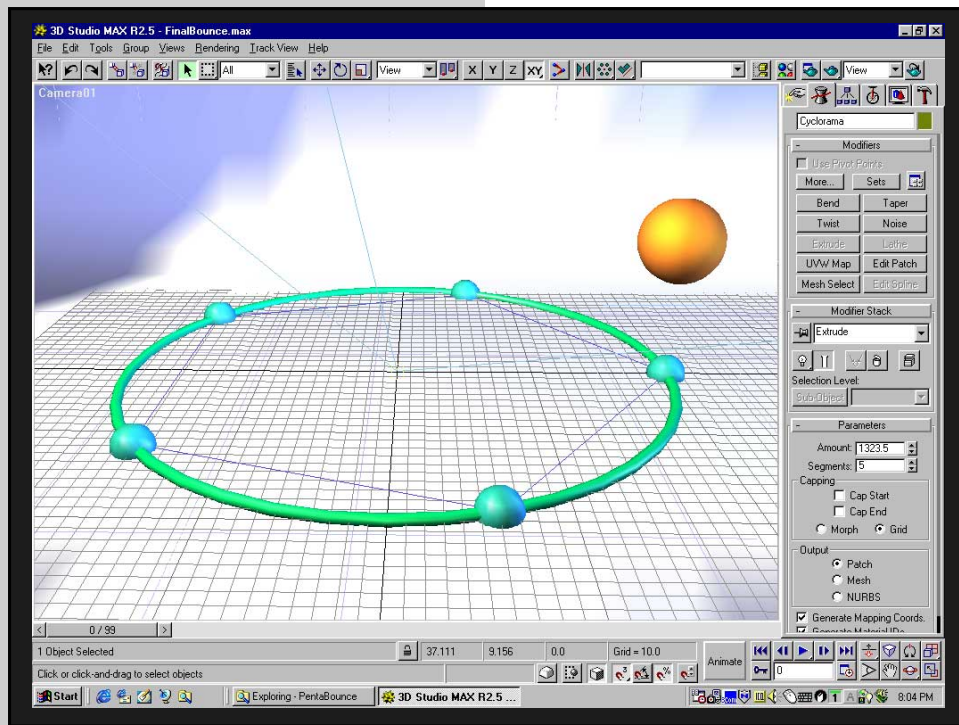 3D Studio MAX R2.5 - FinalBounce.max
File Edit Tools Group Views Rendering Track View Help
All View X Y Z XY View
Camera01
Cyclorama
- Modifiers
Use Pivot Points
More... Sets
Bend Taper
Twist Noise
Extrude Lathe
UVW Map Edit Patch
Mesh Select Edit Spline
- Modifier Stack
Extrude
Selection Level:
Sub-Object
- Parameters
Amount: 1323.5
Segments: 5
Capping
Cap Start
Cap End
Morph Grid
Output
Patch
Mesh
NURBS
Generate Mapping Coords.
Generate Material IDs
< 0 / 99 >
1 Object Selected 37.111 9.156 0.0 Grid = 10.0
Animate
Click or click-and-drag to select objects
0
Start Exploring - PentaBounce 3D Studio MAX R2.5 ... 8:04 PM